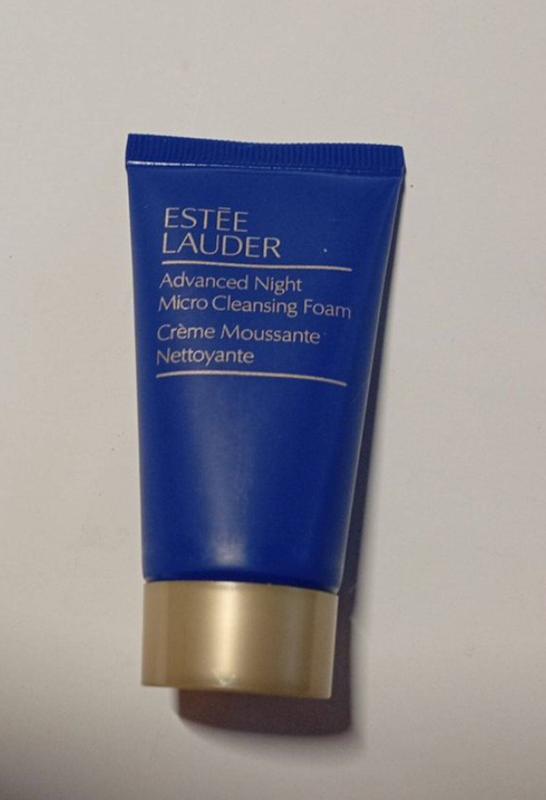 ESTĒE
LAUDER
Advanced Night
Micro Cleansing Foam
Crème Moussante
Nettoyante